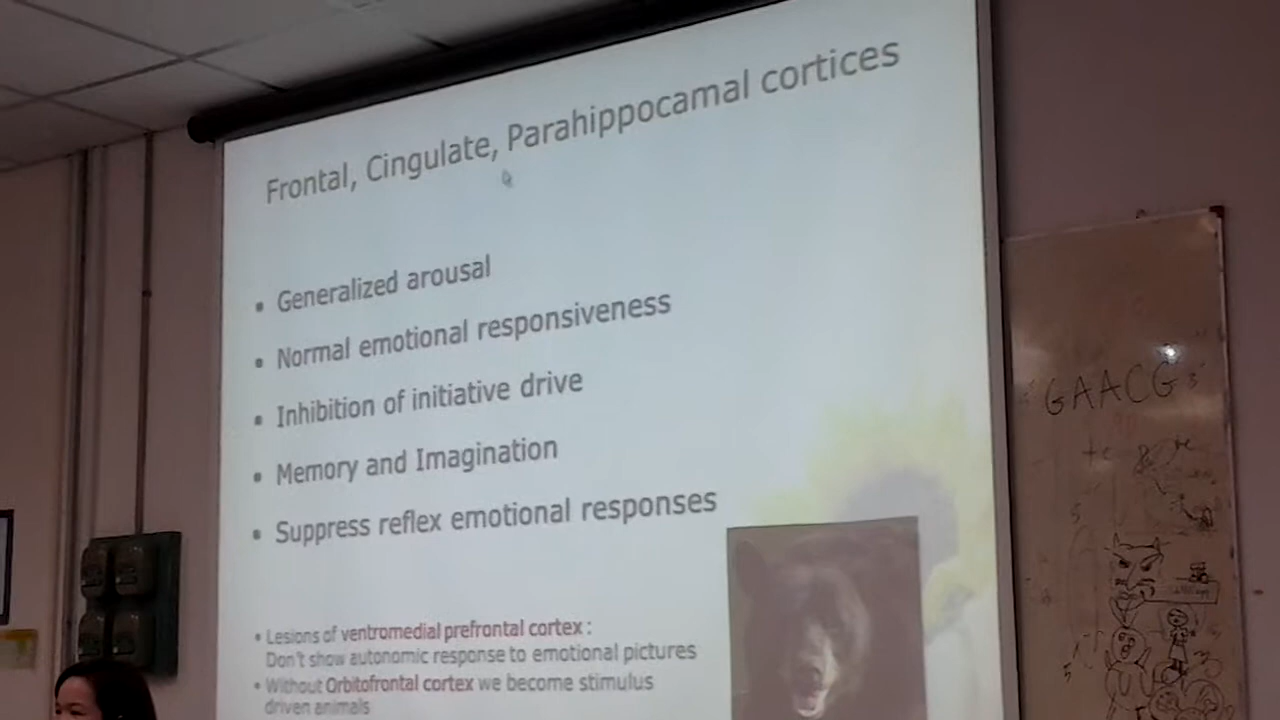 Frontal, Cingulate, Parahippocamal cortices
• Generalized arousal
• Normal emotional responsiveness
• Inhibition of initiative drive
• Memory and Imagination
• Suppress reflex emotional responses
• Lesions of ventromedial prefrontal cortex :
Don't show autonomic response to emotional pictures
• Without Orbitofrontal cortex we become stimulus
driven animals
GAACG